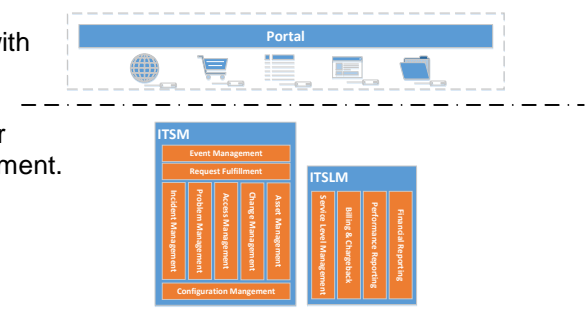 with
Portal
r
ment.
ITSM
Event Management
Request Fulfillment
Incident Management
Problem Management
Access Management
Change Management
Asset Management
Configuration Mangement
ITSLM
Service Level Management
Billing & Chargeback
Performance Reporting
Financial Reporting